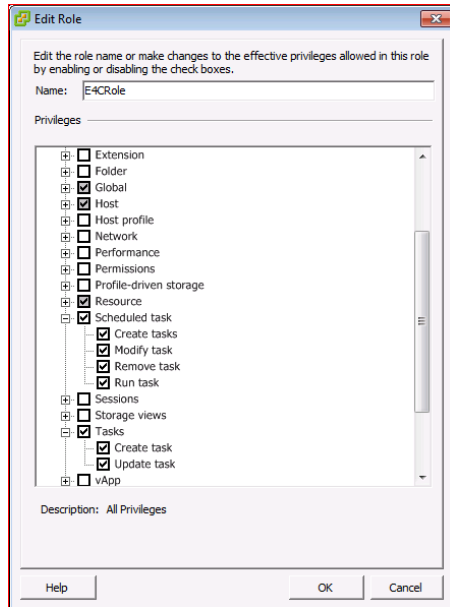 Edit Role
Edit the role name or make changes to the effective privileges allowed in this role
by enabling or disabling the check boxes.
Name: E4CRole
Privileges
Extension
Folder
Global
Host
Host profile
Network
Performance
Permissions
Profile-driven storage
Resource
Scheduled task
Create tasks
Modify task
Remove task
Run task
Sessions
Storage views
Tasks
Create task
Update task
vApp
Description: All Privileges
Help OK Cancel